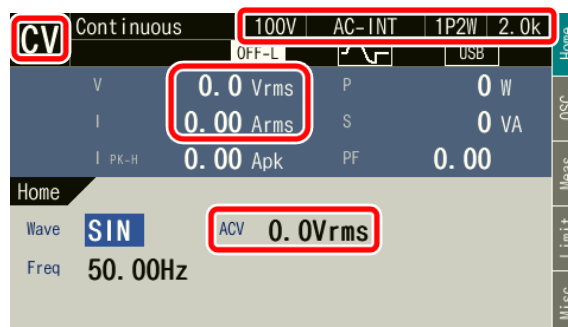 CV Continuous 100V AC-INT 1P2W 2.0k
OFF-L USB
V 0.0 Vrms P 0 W
I 0.00 Arms S 0 VA
I PK-H 0.00 Apk PF 0.00
Home
Wave SIN ACV 0.0Vrms
Freq 50.00Hz
Home
OSC
Meas
Limit
Misc